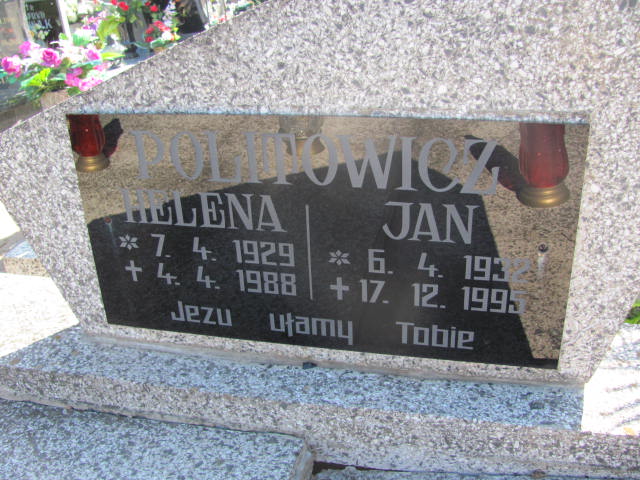 POLITOWICZ
HELENA
* 7. 4. 1929
+ 4. 4. 1988
JAN
* 6. 4. 1932
+ 17. 12. 1995
Jezu ufamy Tobie